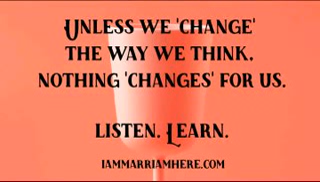 Unless we 'change'
the way we think,
nothing 'changes' for us.
listen. Learn.
iammarriamhere.com